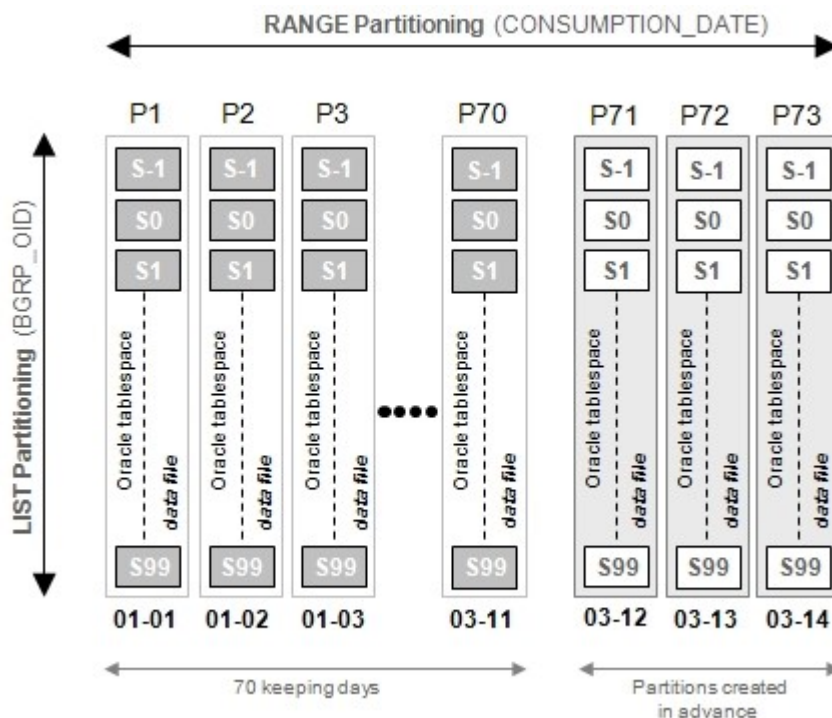 RANGE Partitioning (CONSUMPTION_DATE)
P1 P2 P3 P70 P71 P72 P73
LIST Partitioning (BGRP_OID)
S-1 S-1 S-1 S-1 S-1 S-1 S-1
S0 S0 S0 S0 S0 S0 S0
S1 S1 S1 S1 S1 S1 S1
Oracle tablespace data file Oracle tablespace data file Oracle tablespace data file Oracle tablespace data file Oracle tablespace data file Oracle tablespace data file Oracle tablespace data file
S99 S99 S99 S99 S99 S99 S99
01-01 01-02 01-03 03-11 03-12 03-13 03-14
70 keeping days
Partitions created
in advance